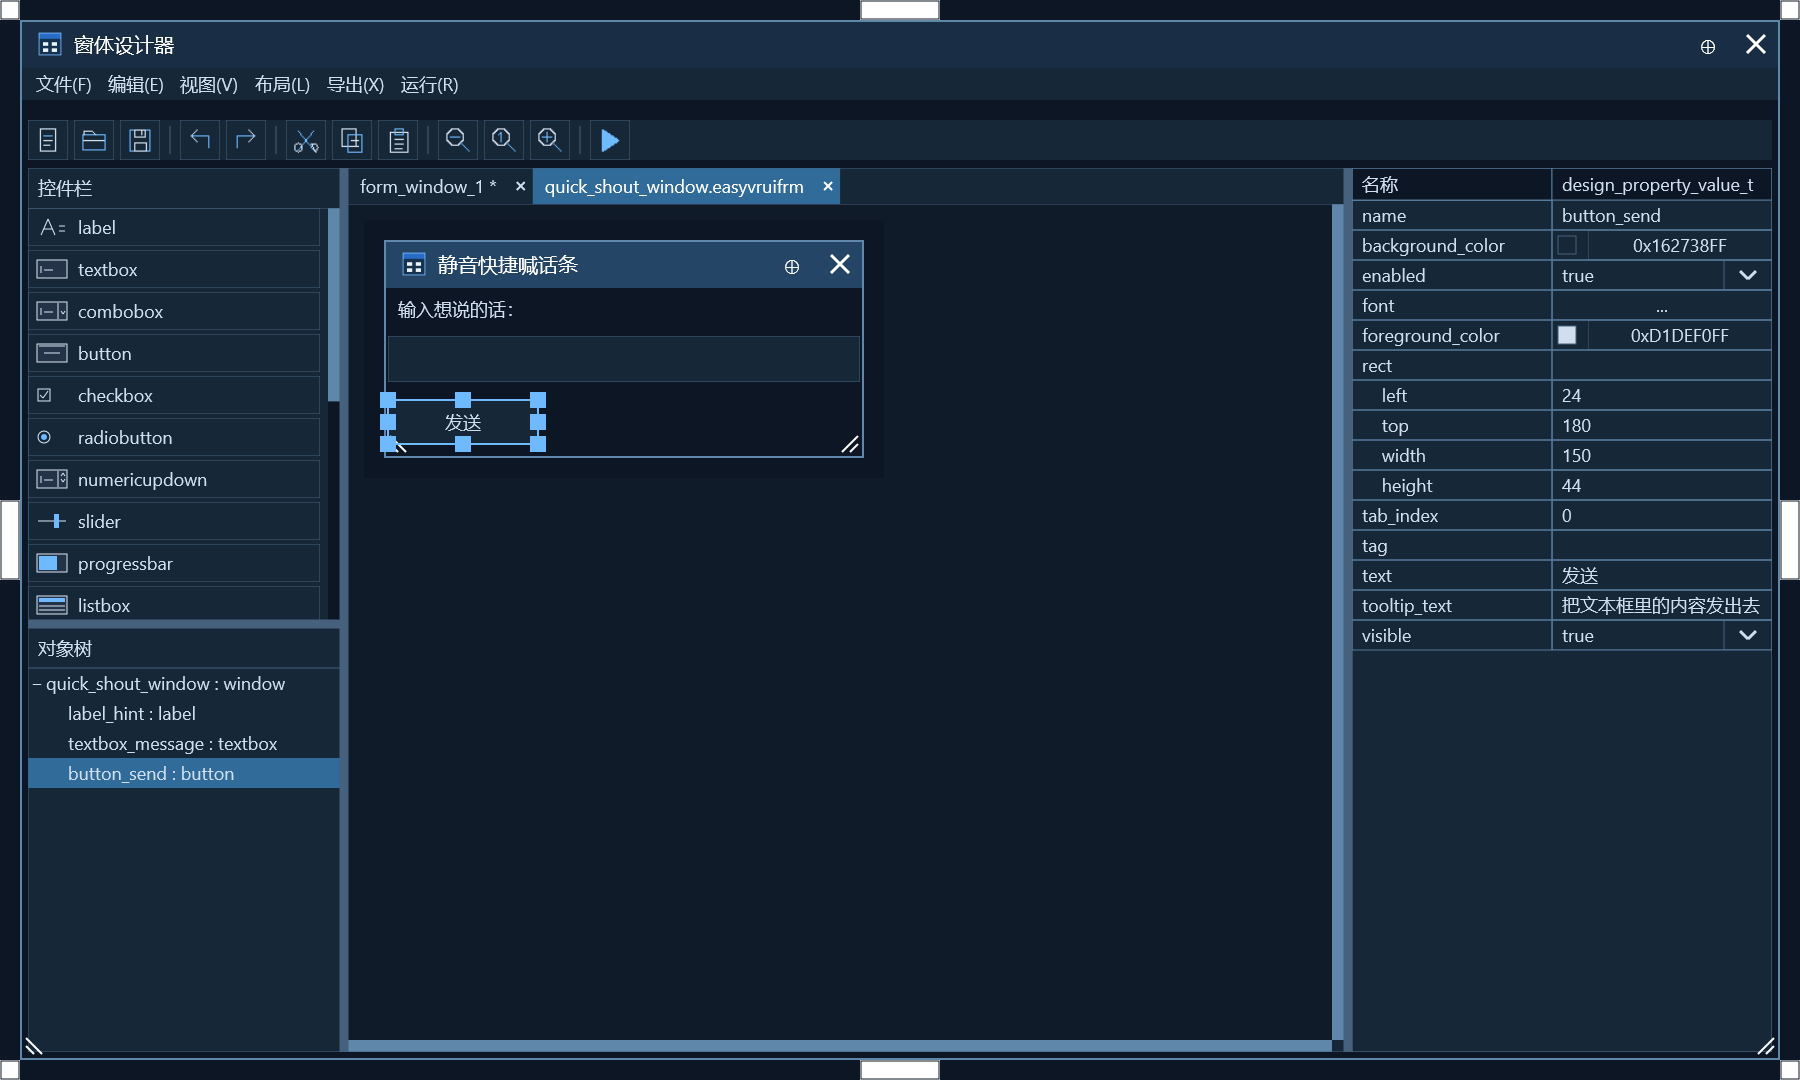 窗体设计器
文件(F) 编辑(E) 视图(V) 布局(L) 导出(X) 运行(R)
控件栏
label
textbox
combobox
button
checkbox
radiobutton
numericupdown
slider
progressbar
listbox
对象树
quick_shout_window : window
label_hint : label
textbox_message : textbox
button_send : button
form_window_1 *
quick_shout_window.easyvruifrm
静音快捷喊话条
输入想说的话：
发送
名称 design_property_value_t
name button_send
background_color 0x162738FF
enabled true
font ...
foreground_color 0xD1DEF0FF
rect
left 24
top 180
width 150
height 44
tab_index 0
tag
text 发送
tooltip_text 把文本框里的内容发出去
visible true